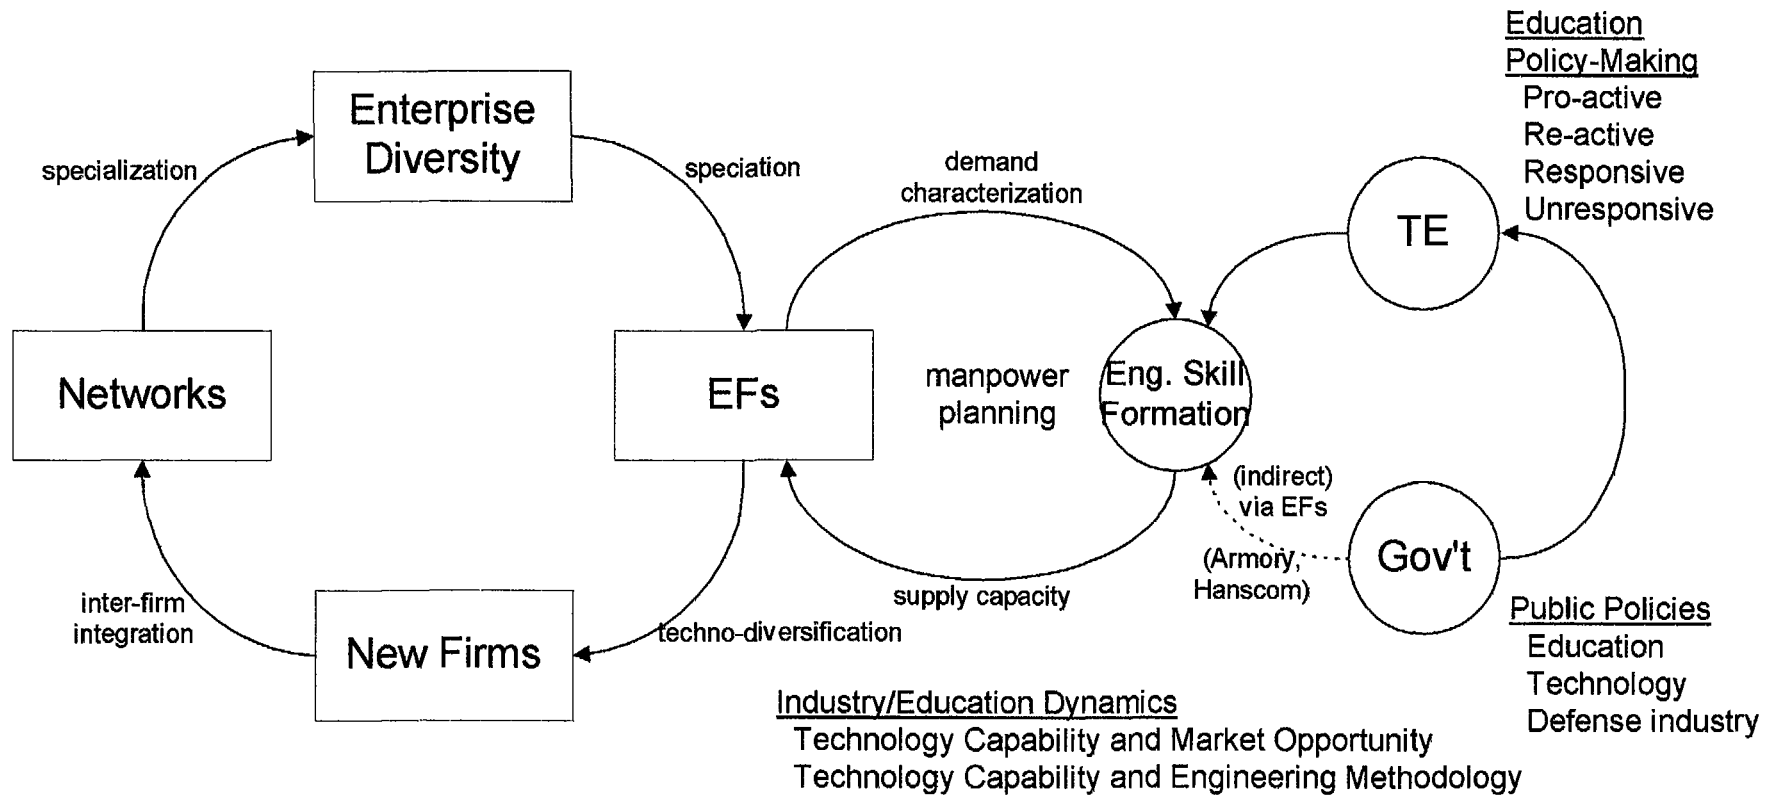 Education
Policy-Making
Pro-active
Re-active
Responsive
Unresponsive
Enterprise
Diversity
specialization
speciation
demand
characterization
TE
Networks
EFs
manpower
planning
Eng. Skill
Formation
(indirect)
via EFs
(Armory,
Hanscom)
Gov't
supply capacity
inter-firm
integration
New Firms
techno-diversification
Public Policies
Education
Technology
Defense industry
Industry/Education Dynamics
Technology Capability and Market Opportunity
Technology Capability and Engineering Methodology